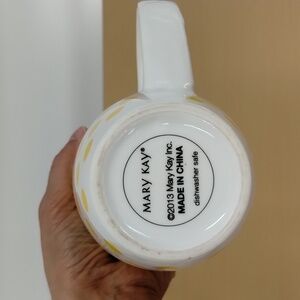 MARY KAY®
©2013 Mary Kay Inc.
MADE IN CHINA
dishwasher safe